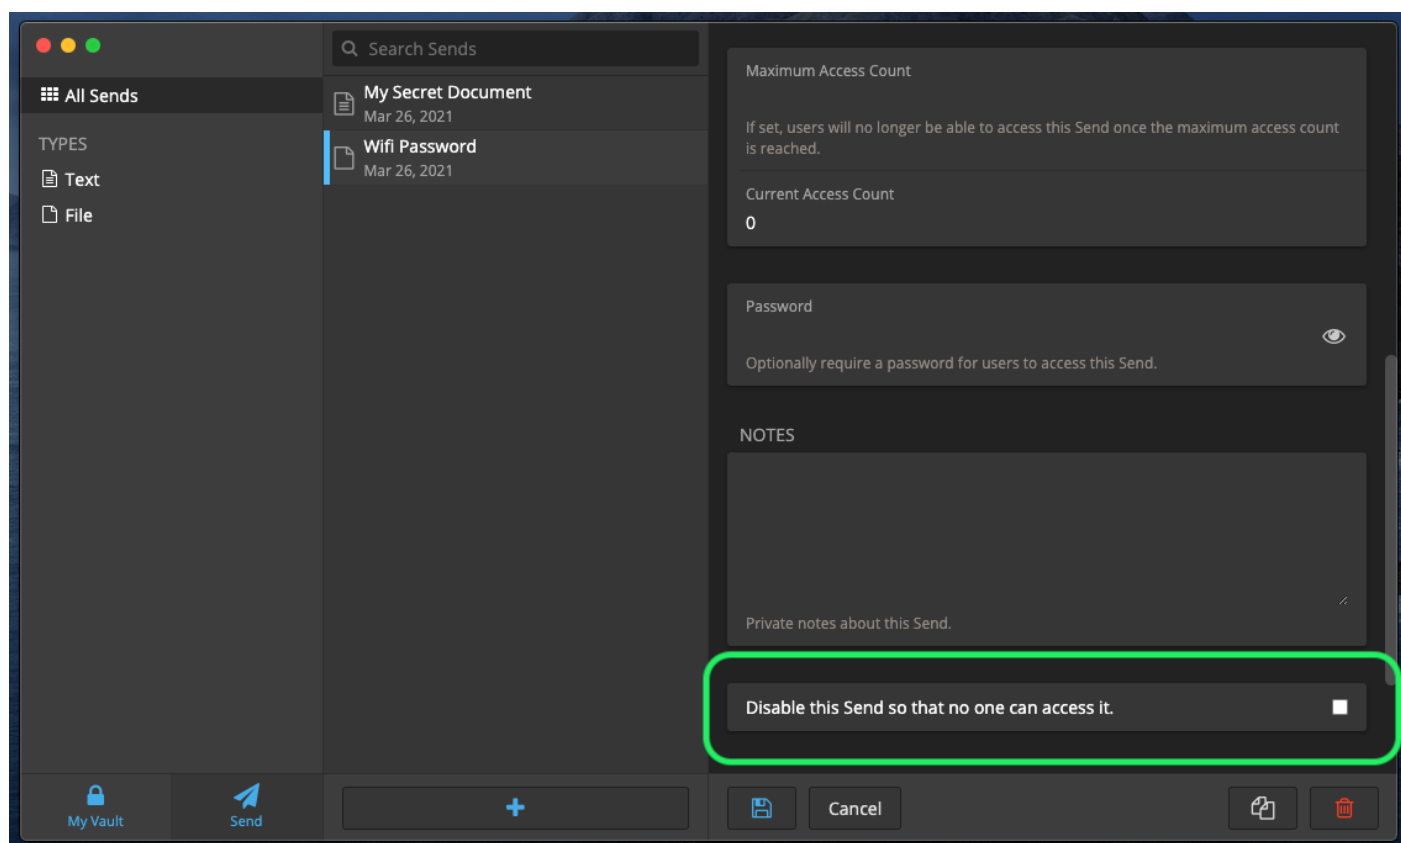 Search Sends
All Sends
TYPES
Text
File
My Secret Document
Mar 26, 2021
Wifi Password
Mar 26, 2021
Maximum Access Count
If set, users will no longer be able to access this Send once the maximum access count
is reached.
Current Access Count
0
Password
Optionally require a password for users to access this Send.
NOTES
Private notes about this Send.
Disable this Send so that no one can access it.
My Vault
Send
Cancel